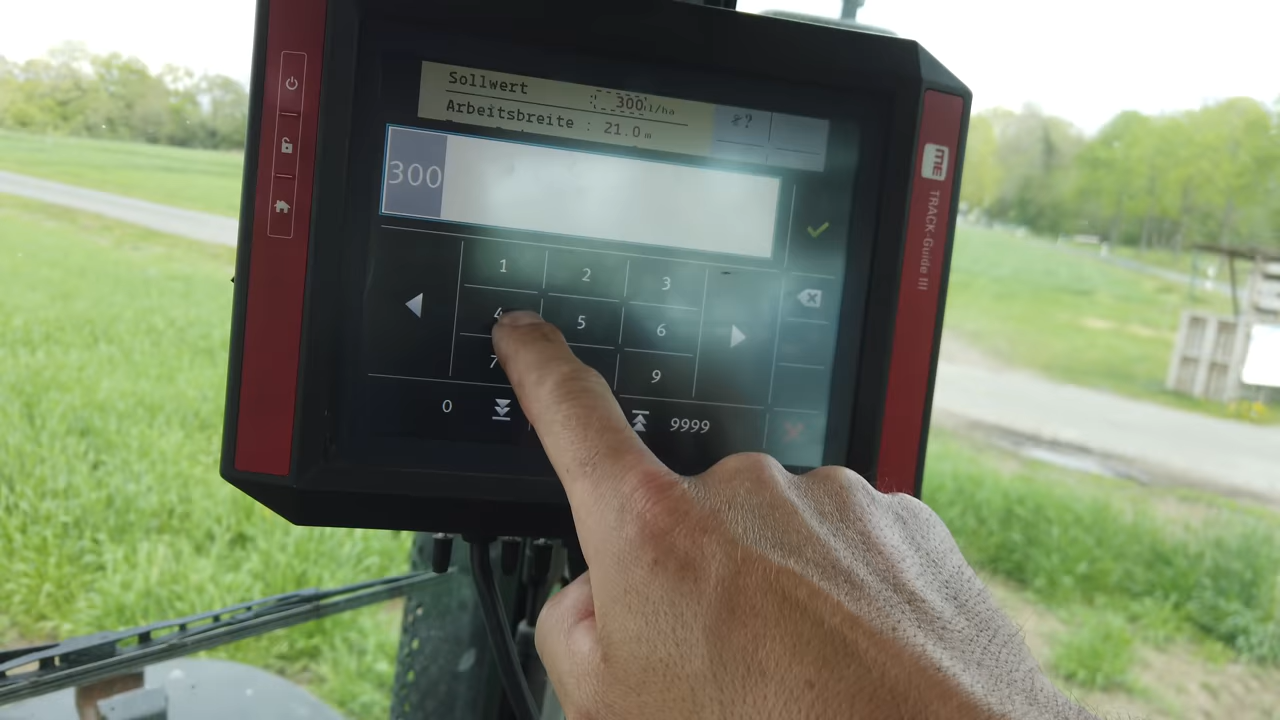 Sollwert 300 l/ha
Arbeitsbreite : 21.0 m
300
1 2 3
4 5 6
7 9
0 9999
ME
TRACK-Guide III